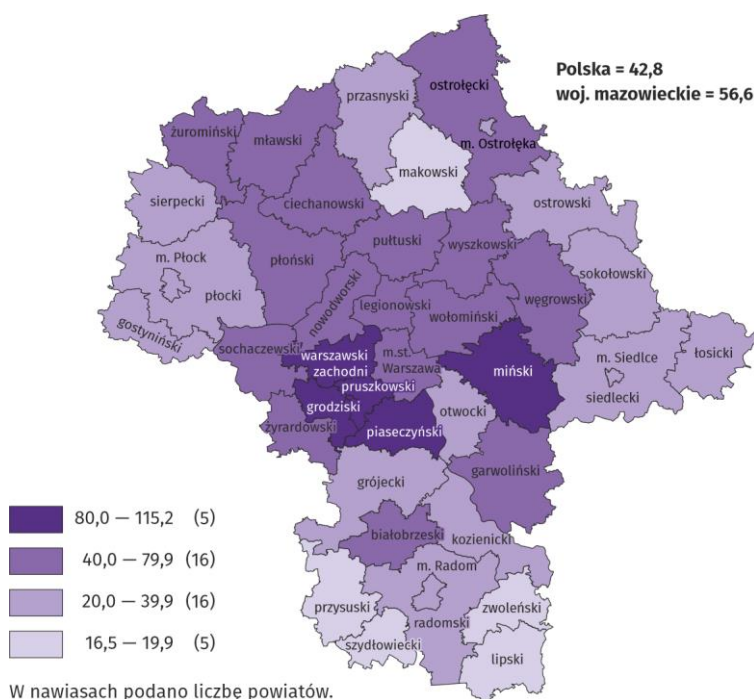 Polska = 42,8
woj. mazowieckie = 56,6
ostrołęcki
przasnyski
żuromiński
mławski
m. Ostrołęka
makowski
sierpecki
ciechanowski
ostrowski
pułtuski
wyszkowski
m. Płock
płoński
sokołowski
płocki
nowodworski
legionowski
wołomiński
węgrowski
gostyniński
sochaczewski
warszawski
zachodni
m.st.
Warszawa
miński
m. Siedlce
łosicki
pruszkowski
siedlecki
grodziski
otwocki
żyrardowski
piaseczyński
garwoliński
grójecki
białobrzeski
kozienicki
m. Radom
przysuski
zwoleński
radomski
szydłowiecki
lipski
80,0 — 115,2 (5)
40,0 — 79,9 (16)
20,0 — 39,9 (16)
16,5 — 19,9 (5)
W nawiasach podano liczbę powiatów.